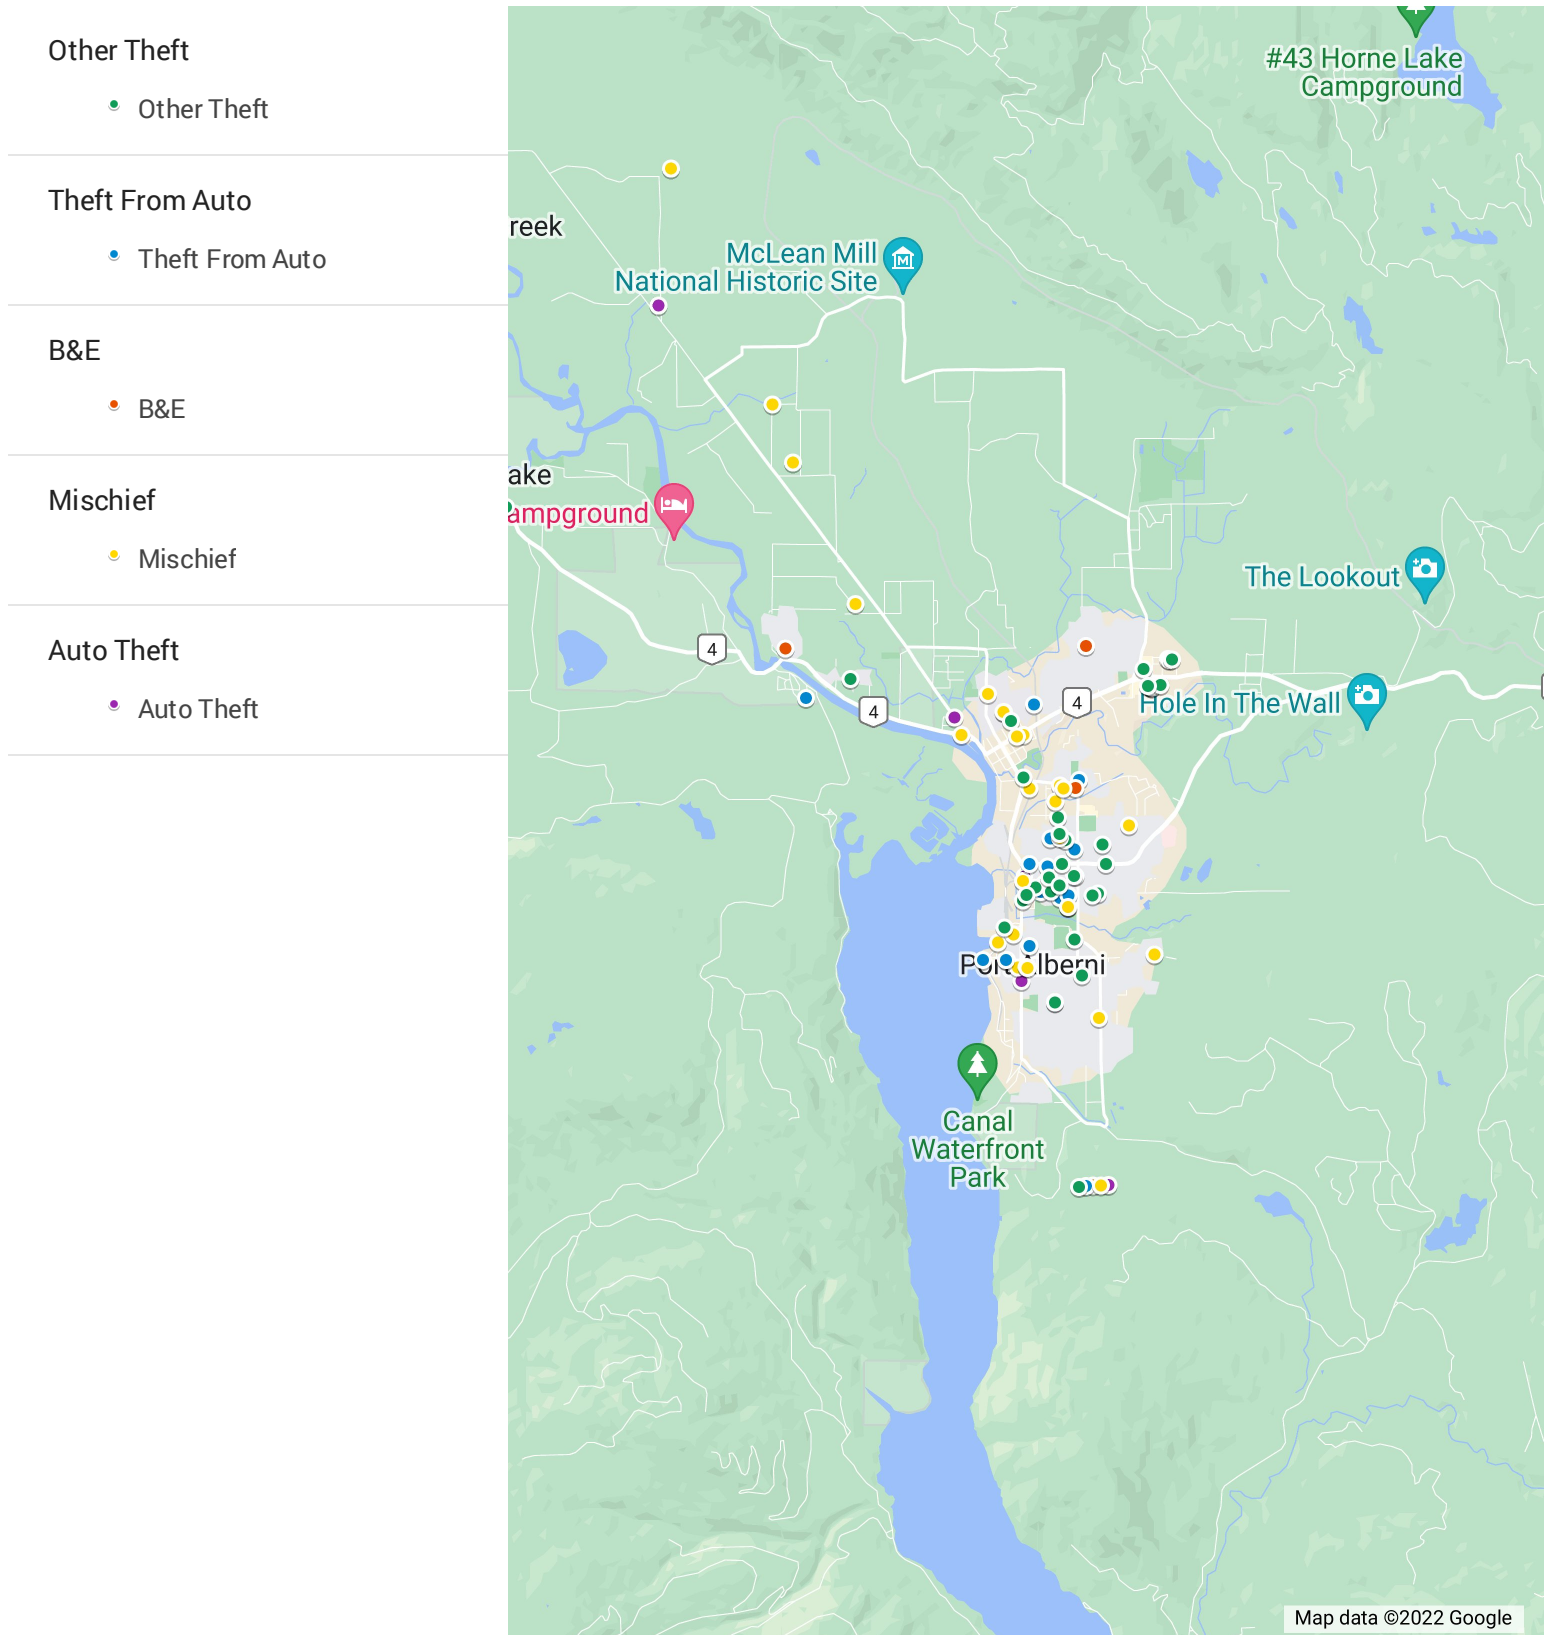 Other Theft
Other Theft
Theft From Auto
Theft From Auto
B&E
B&E
Mischief
Mischief
Auto Theft
Auto Theft
#43 Horne Lake
Campground
reek
McLean Mill
National Historic Site
M
ake
ampground
The Lookout
4
4
4
Hole In The Wall
Port Alberni
Canal
Waterfront
Park
Map data ©2022 Google